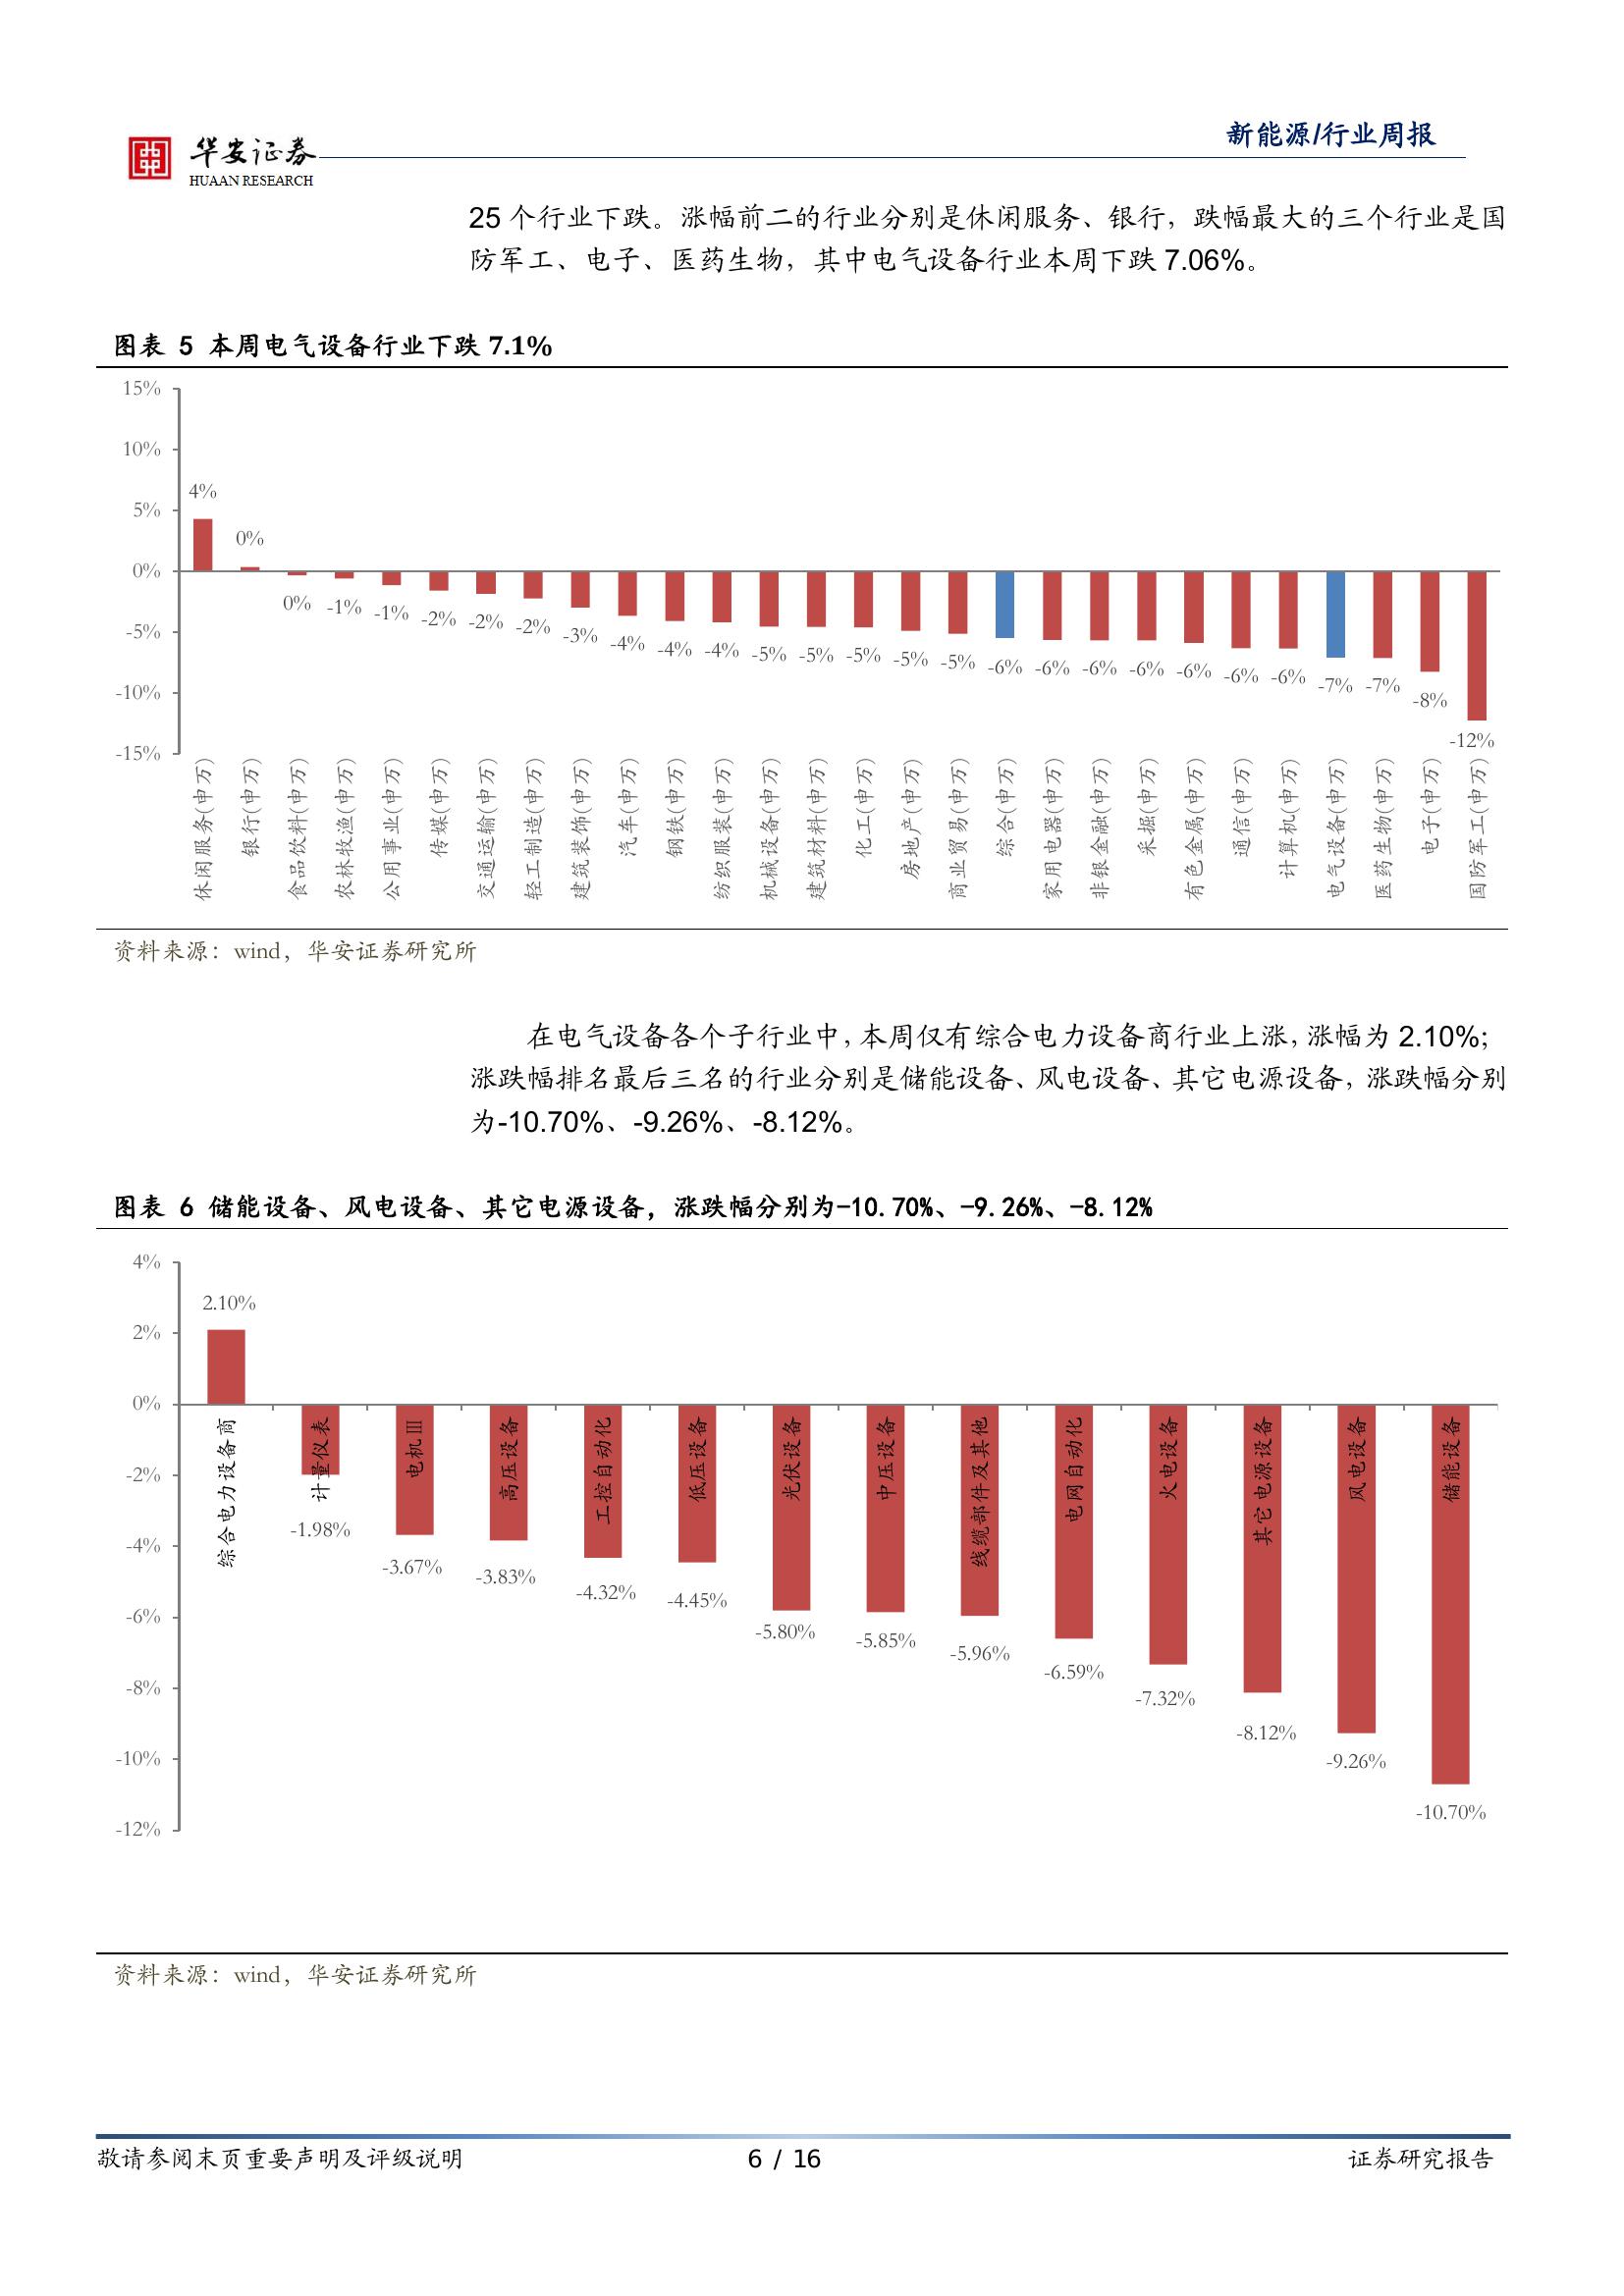 华安证券
HUAAN RESEARCH
新能源/行业周报
25 个行业下跌。涨幅前二的行业分别是休闲服务、银行，跌幅最大的三个行业是国
防军工、电子、医药生物，其中电气设备行业本周下跌 7.06%。
图表 5 本周电气设备行业下跌 7.1%
15%
10%
5%
0%
-5%
-10%
-15%
4%
0%
0%
-1%
-1%
-2%
-2%
-2%
-3%
-4%
-4%
-4%
-5%
-5%
-5%
-5%
-5%
-6%
-6%
-6%
-6%
-6%
-6%
-6%
-7%
-7%
-8%
-12%
休闲服务(申万)
银行(申万)
食品饮料(申万)
农林牧渔(申万)
公用事业(申万)
传媒(申万)
交通运输(申万)
轻工制造(申万)
建筑装饰(申万)
汽车(申万)
钢铁(申万)
纺织服装(申万)
机械设备(申万)
建筑材料(申万)
化工(申万)
房地产(申万)
商业贸易(申万)
综合(申万)
家用电器(申万)
非银金融(申万)
采掘(申万)
有色金属(申万)
通信(申万)
计算机(申万)
电气设备(申万)
医药生物(申万)
电子(申万)
国防军工(申万)
资料来源：wind，华安证券研究所
在电气设备各个子行业中，本周仅有综合电力设备商行业上涨，涨幅为 2.10%；
涨跌幅排名最后三名的行业分别是储能设备、风电设备、其它电源设备，涨跌幅分别
为-10.70%、-9.26%、-8.12%。
图表 6 储能设备、风电设备、其它电源设备，涨跌幅分别为-10.70%、-9.26%、-8.12%
4%
2%
0%
-2%
-4%
-6%
-8%
-10%
-12%
2.10%
-1.98%
-3.67%
-3.83%
-4.32%
-4.45%
-5.80%
-5.85%
-5.96%
-6.59%
-7.32%
-8.12%
-9.26%
-10.70%
综合电力设备商
计量仪表
电机Ⅲ
高压设备
工控自动化
低压设备
光伏设备
中压设备
线缆部件及其他
电网自动化
火电设备
其它电源设备
风电设备
储能设备
资料来源：wind，华安证券研究所
敬请参阅末页重要声明及评级说明
6 / 16
证券研究报告